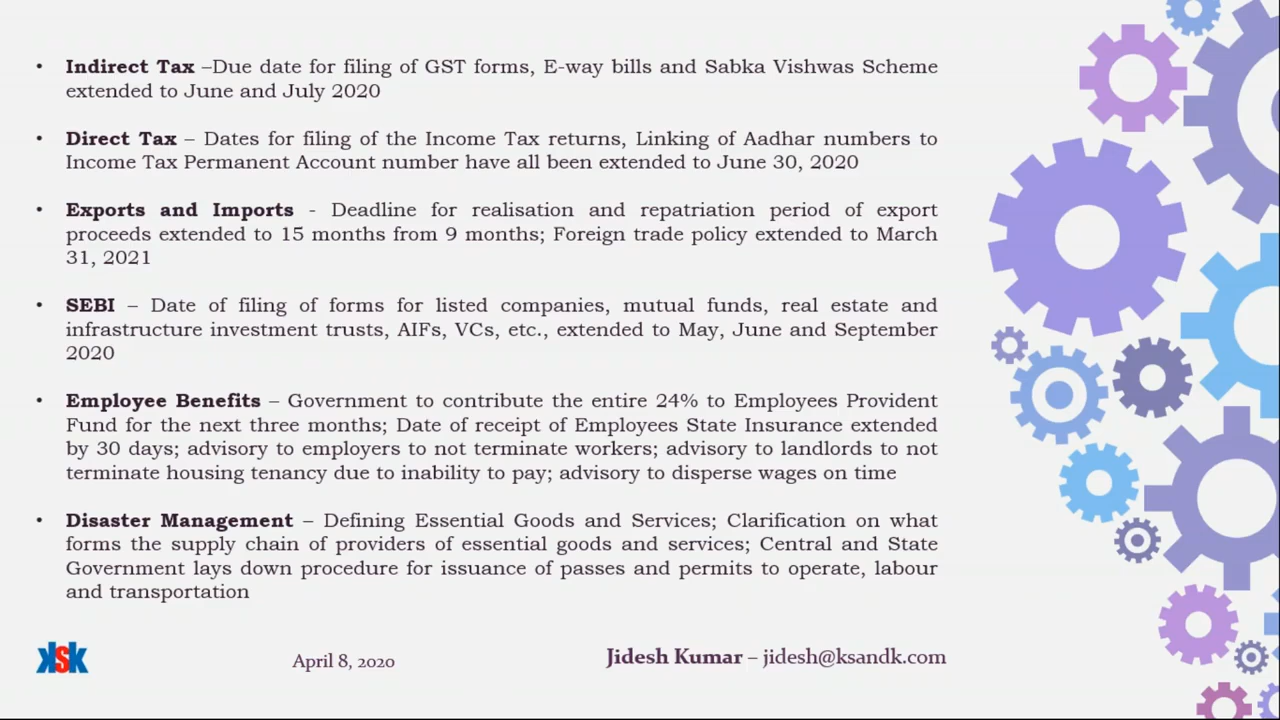 • Indirect Tax –Due date for filing of GST forms, E-way bills and Sabka Vishwas Scheme
extended to June and July 2020
• Direct Tax – Dates for filing of the Income Tax returns, Linking of Aadhar numbers to
Income Tax Permanent Account number have all been extended to June 30, 2020
• Exports and Imports - Deadline for realisation and repatriation period of export
proceeds extended to 15 months from 9 months; Foreign trade policy extended to March
31, 2021
• SEBI – Date of filing of forms for listed companies, mutual funds, real estate and
infrastructure investment trusts, AIFs, VCs, etc., extended to May, June and September
2020
• Employee Benefits – Government to contribute the entire 24% to Employees Provident
Fund for the next three months; Date of receipt of Employees State Insurance extended
by 30 days; advisory to employers to not terminate workers; advisory to landlords to not
terminate housing tenancy due to inability to pay; advisory to disperse wages on time
• Disaster Management – Defining Essential Goods and Services; Clarification on what
forms the supply chain of providers of essential goods and services; Central and State
Government lays down procedure for issuance of passes and permits to operate, labour
and transportation
kSk
April 8, 2020
Jidesh Kumar – jidesh@ksandk.com